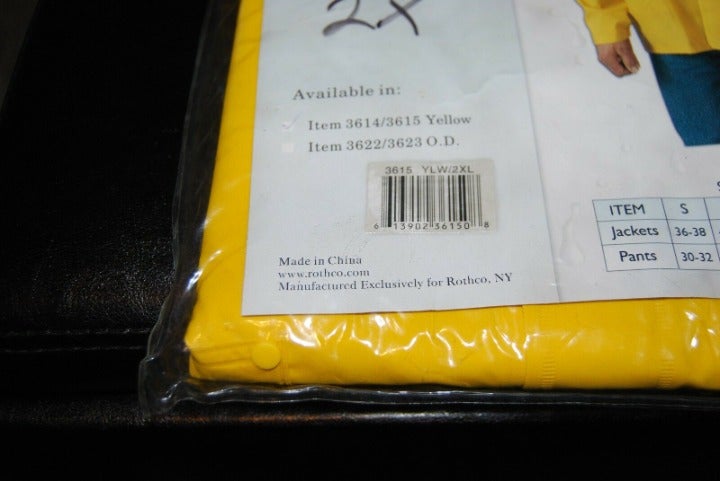 2X
Available in:
Item 3614/3615 Yellow
Item 3622/3623 O.D.
3615 YLW/2XL
6 13902 36150 8
Made in China
www.rothco.com
Manufactured Exclusively for Rothco, NY
ITEM S
Jackets 36-38
Pants 30-32